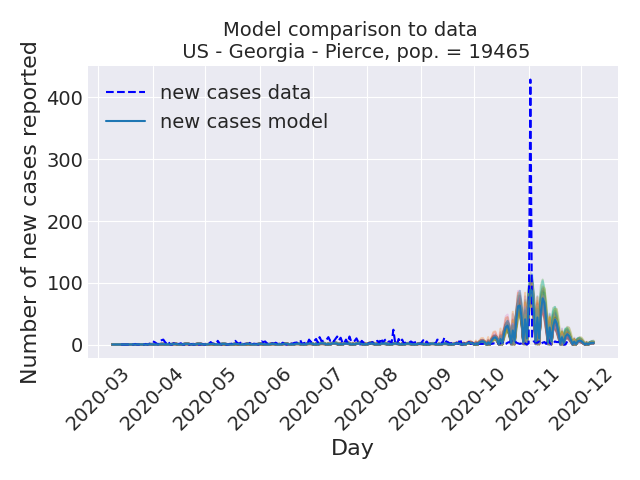 Model comparison to data
US - Georgia - Pierce, pop. = 19465
Number of new cases reported
400
300
200
100
0
new cases data
new cases model
2020-03
2020-04
2020-05
2020-06
2020-07
2020-08
2020-09
2020-10
2020-11
2020-12
Day